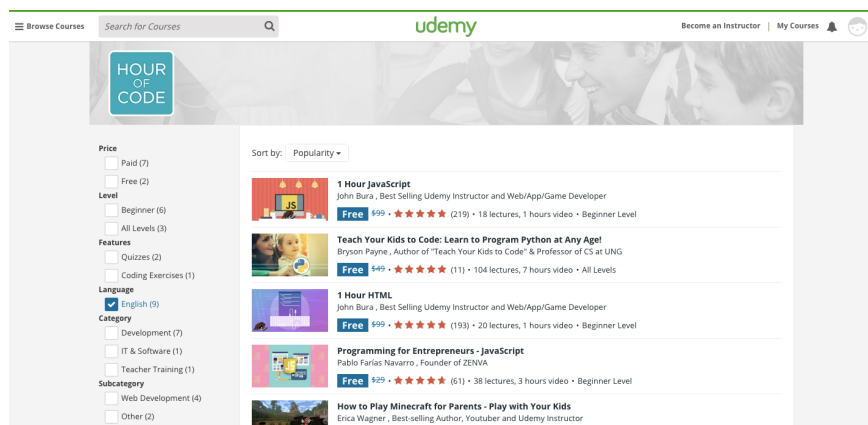 Browse Courses
Search for Courses
udemy
Become an Instructor | My Courses
HOUR
OF
CODE
Price
Paid (7)
Free (2)
Level
Beginner (6)
All Levels (3)
Features
Quizzes (2)
Coding Exercises (1)
Language
English (9)
Category
Development (7)
IT & Software (1)
Teacher Training (1)
Subcategory
Web Development (4)
Other (2)
Sort by: Popularity
1 Hour JavaScript
John Bura , Best Selling Udemy Instructor and Web/App/Game Developer
JS
Free $99 • (219) • 18 lectures, 1 hours video • Beginner Level
Teach Your Kids to Code: Learn to Program Python at Any Age!
Bryson Payne , Author of "Teach Your Kids to Code" & Professor of CS at UNG
Free $49 • (11) • 104 lectures, 7 hours video • All Levels
1 Hour HTML
John Bura , Best Selling Udemy Instructor and Web/App/Game Developer
Free $99 • (193) • 20 lectures, 1 hours video • Beginner Level
Programming for Entrepreneurs - JavaScript
Pablo Farías Navarro , Founder of ZENVA
Free $29 • (61) • 38 lectures, 3 hours video • Beginner Level
How to Play Minecraft for Parents - Play with Your Kids
Erica Wagner , Best-selling Author, Youtuber and Udemy Instructor